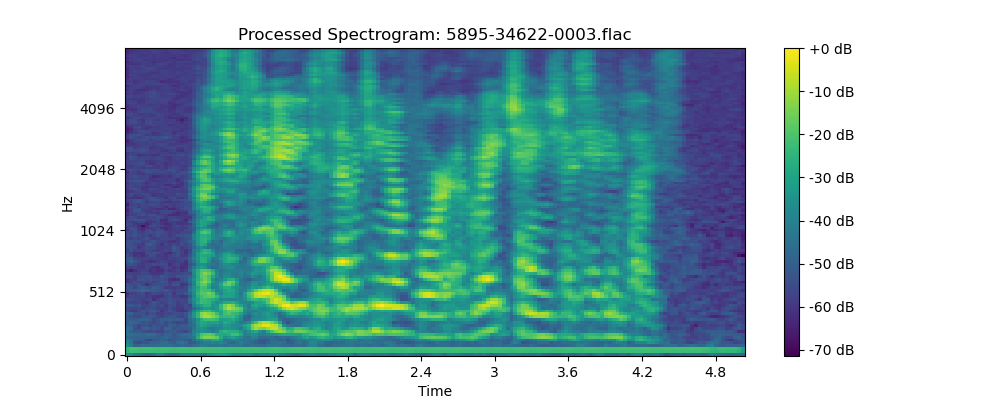 Processed Spectrogram: 5895-34622-0003.flac
Hz
4096
2048
1024
512
0
0 0.6 1.2 1.8 2.4 3 3.6 4.2 4.8
Time
+0 dB
-10 dB
-20 dB
-30 dB
-40 dB
-50 dB
-60 dB
-70 dB